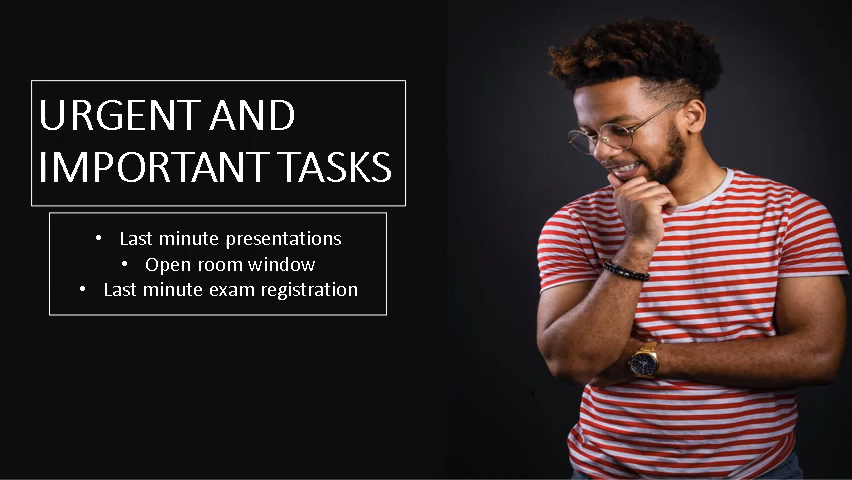 URGENT AND
IMPORTANT TASKS
• Last minute presentations
• Open room window
• Last minute exam registration